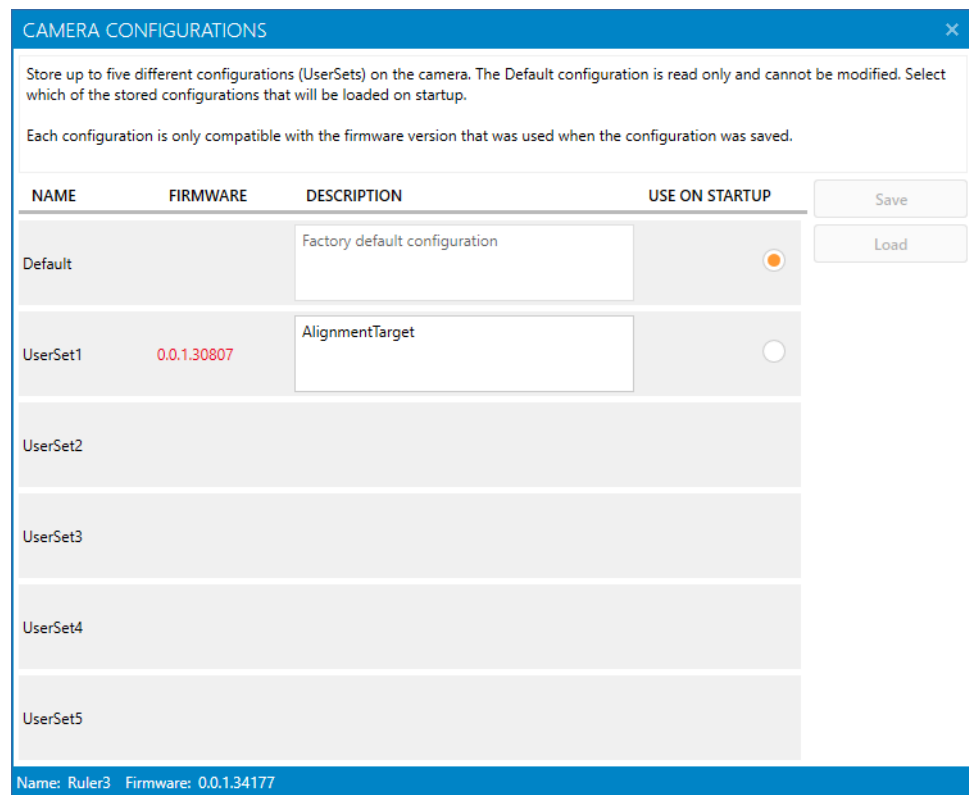 CAMERA CONFIGURATIONS
Store up to five different configurations (UserSets) on the camera. The Default configuration is read only and cannot be modified. Select
which of the stored configurations that will be loaded on startup.
Each configuration is only compatible with the firmware version that was used when the configuration was saved.
NAME FIRMWARE DESCRIPTION USE ON STARTUP
Save
Load
Default Factory default configuration
UserSet1 0.0.1.30807 AlignmentTarget
UserSet2
UserSet3
UserSet4
UserSet5
Name: Ruler3 Firmware: 0.0.1.34177